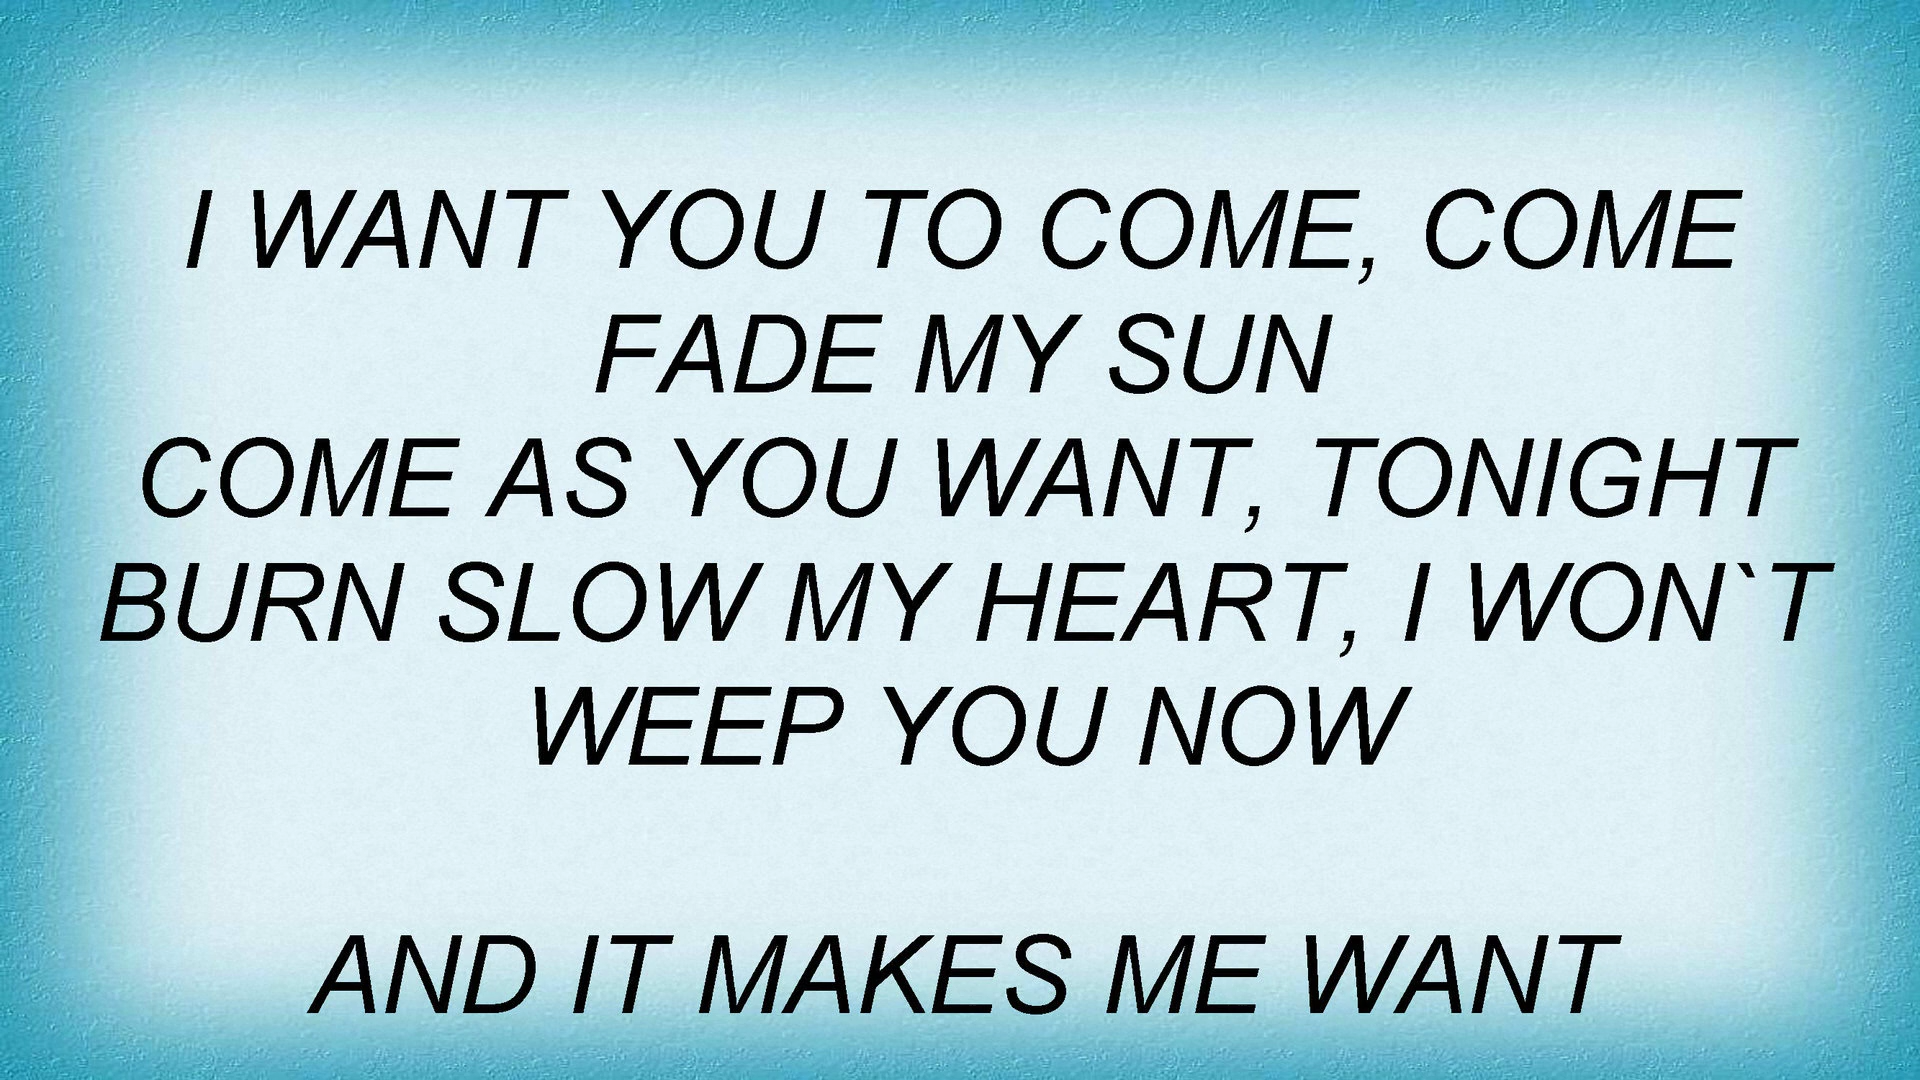 I WANT YOU TO COME, COME
FADE MY SUN
COME AS YOU WANT, TONIGHT
BURN SLOW MY HEART, I WON`T
WEEP YOU NOW
AND IT MAKES ME WANT